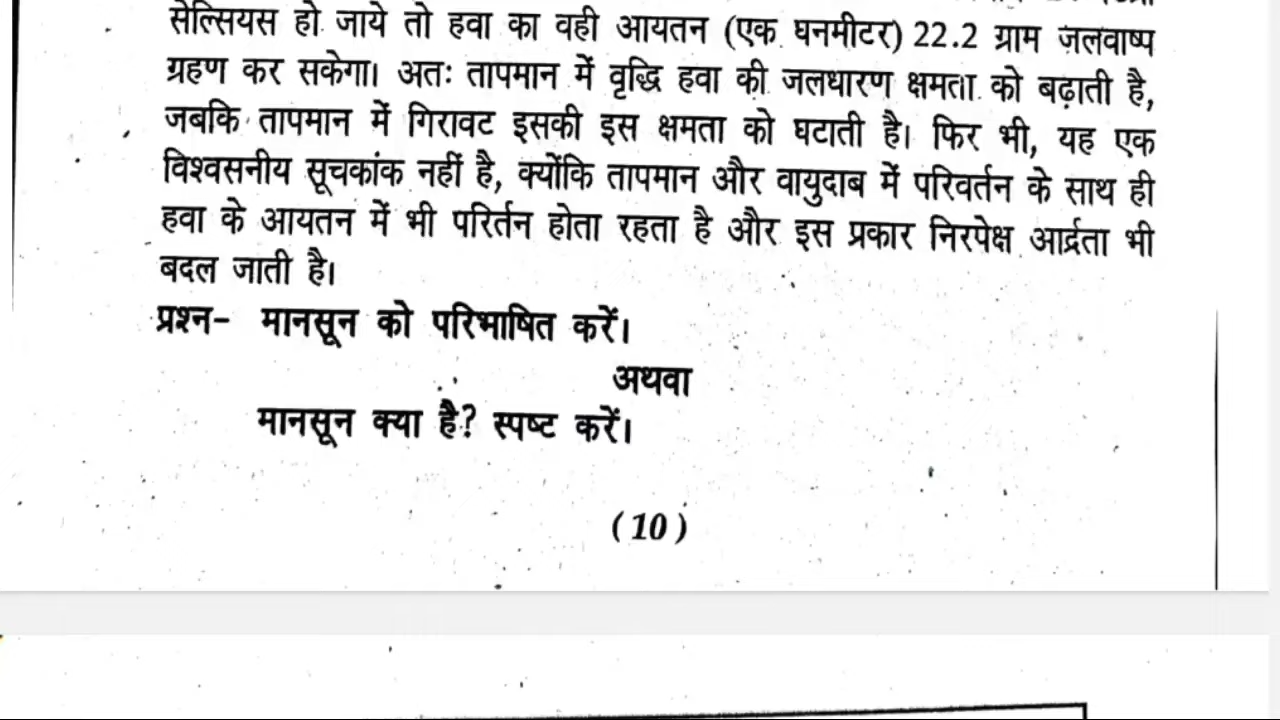 सेल्सियस हो जाये तो हवा का वही आयतन (एक घनमीटर) 22.2 ग्राम जलवाष्प
ग्रहण कर सकेगा। अतः तापमान में वृद्धि हवा की जलधारण क्षमता को बढ़ाती है,
जबकि तापमान में गिरावट इसकी इस क्षमता को घटाती है। फिर भी, यह एक
विश्वसनीय सूचकांक नहीं है, क्योंकि तापमान और वायुदाब में परिवर्तन के साथ ही
हवा के आयतन में भी परिर्तन होता रहता है और इस प्रकार निरपेक्ष आर्द्रता भी
बदल जाती है।
प्रश्न- मानसून को परिभाषित करें।
अथवा
मानसून क्या है? स्पष्ट करें।
(10)